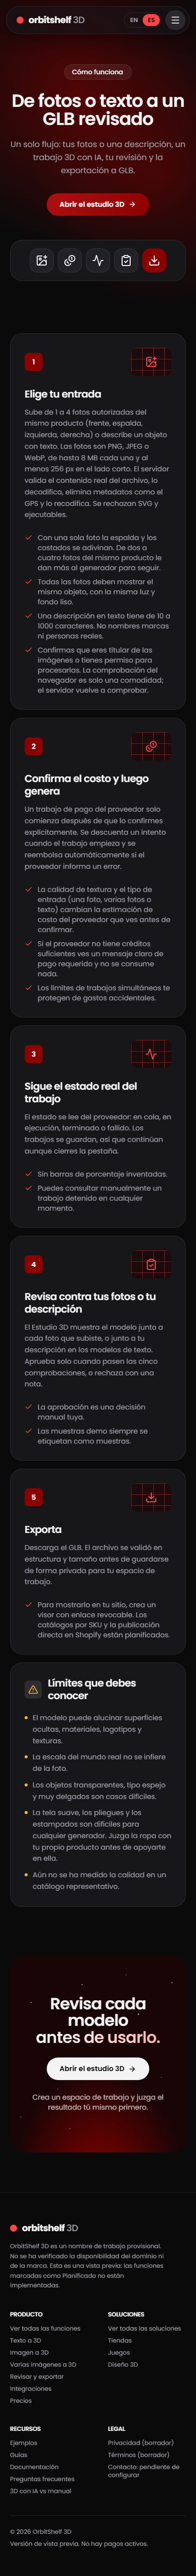 orbitshelf 3D
EN ES
Cómo funciona
De fotos o texto a un
GLB revisado
Un solo flujo: tus fotos o una descripción, un
trabajo 3D con IA, tu revisión y la
exportación a GLB.
Abrir el estudio 3D →
1
Elige tu entrada
Sube de 1 a 4 fotos autorizadas del
mismo producto (frente, espalda,
izquierda, derecha) o describe un objeto
con texto. Las fotos son PNG, JPEG o
WebP, de hasta 8 MB cada una y al
menos 256 px en el lado corto. El servidor
valida el contenido real del archivo, lo
decodifica, elimina metadatos como el
GPS y lo recodifica. Se rechazan SVG y
ejecutables.
Con una sola foto la espalda y los
costados se adivinan. De dos a
cuatro fotos del mismo producto le
dan más al generador para seguir.
Todas las fotos deben mostrar el
mismo objeto, con la misma luz y
fondo liso.
Una descripción en texto tiene de 10 a
1000 caracteres. No nombres marcas
ni personas reales.
Confirmas que eres titular de las
imágenes o tienes permiso para
procesarlas. La comprobación del
navegador es solo una comodidad;
el servidor vuelve a comprobar.
2
Confirma el costo y luego
genera
Un trabajo de pago del proveedor solo
comienza después de que lo confirmes
explícitamente. Se descuenta un intento
cuando el trabajo empieza y se
reembolsa automáticamente si el
proveedor informa un error.
La calidad de textura y el tipo de
entrada (una foto, varias fotos o
texto) cambian la estimación de
costo del proveedor que ves antes de
confirmar.
Si el proveedor no tiene créditos
suficientes ves un mensaje claro de
pago requerido y no se consume
nada.
Los límites de trabajos simultáneos te
protegen de gastos accidentales.
3
Sigue el estado real del
trabajo
El estado se lee del proveedor: en cola, en
ejecución, terminado o fallido. Los
trabajos se guardan, así que continúan
aunque cierres la pestaña.
Sin barras de porcentaje inventadas.
Puedes consultar manualmente un
trabajo detenido en cualquier
momento.
4
Revisa contra tus fotos o tu
descripción
El Estudio 3D muestra el modelo junto a
cada foto que subiste, o junto a tu
descripción en los modelos de texto.
Aprueba solo cuando pasen las cinco
comprobaciones, o rechaza con una
nota.
La aprobación es una decisión
manual tuya.
Las muestras demo siempre se
etiquetan como muestras.
5
Exporta
Descarga el GLB. El archivo se validó en
estructura y tamaño antes de guardarse
de forma privada para tu espacio de
trabajo.
Para mostrarlo en tu sitio, crea un
visor con enlace revocable. Los
catálogos por SKU y la publicación
directa en Shopify están planificados.
Límites que debes
conocer
El modelo puede alucinar superficies
ocultas, materiales, logotipos y
texturas.
La escala del mundo real no se infiere
de la foto.
Los objetos transparentes, tipo espejo
y muy delgados son casos difíciles.
La tela suave, los pliegues y los
estampados son difíciles para
cualquier generador. Juzga la ropa con
tu propio producto antes de apoyarte
en ella.
Aún no se ha medido la calidad en un
catálogo representativo.
Revisa cada
modelo
antes de usarlo.
Abrir el estudio 3D →
Crea un espacio de trabajo y juzga el
resultado tú mismo primero.
orbitshelf 3D
OrbitShelf 3D es un nombre de trabajo provisional.
No se ha verificado la disponibilidad del dominio ni
de la marca. Esto es una vista previa: las funciones
marcadas como Planificado no están
implementadas.
PRODUCTO
Ver todas las funciones
Texto a 3D
Imagen a 3D
Varias imágenes a 3D
Revisar y exportar
Integraciones
Precios
SOLUCIONES
Ver todas las soluciones
Tiendas
Juegos
Diseño 3D
RECURSOS
Ejemplos
Guías
Documentación
Preguntas frecuentes
3D con IA vs manual
LEGAL
Privacidad (borrador)
Términos (borrador)
Contacto: pendiente de
configurar
© 2026 OrbitShelf 3D
Versión de vista previa. No hay pagos activos.